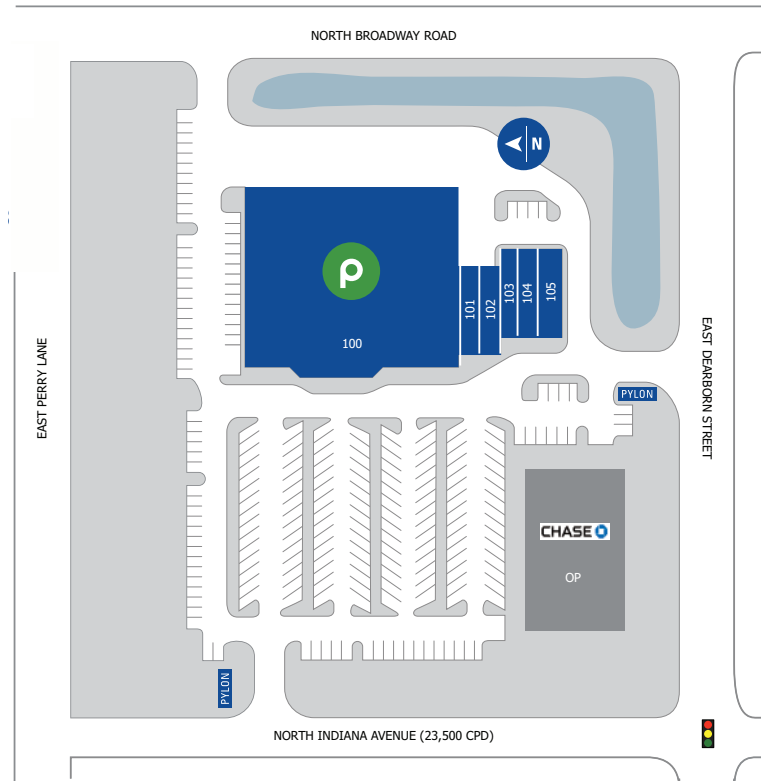 NORTH BROADWAY ROAD
N
p
101
102
103
104
105
100
EAST PERRY LANE
EAST DEARBORN STREET
PYLON
CHASE
OP
PYLON
NORTH INDIANA AVENUE (23,500 CPD)